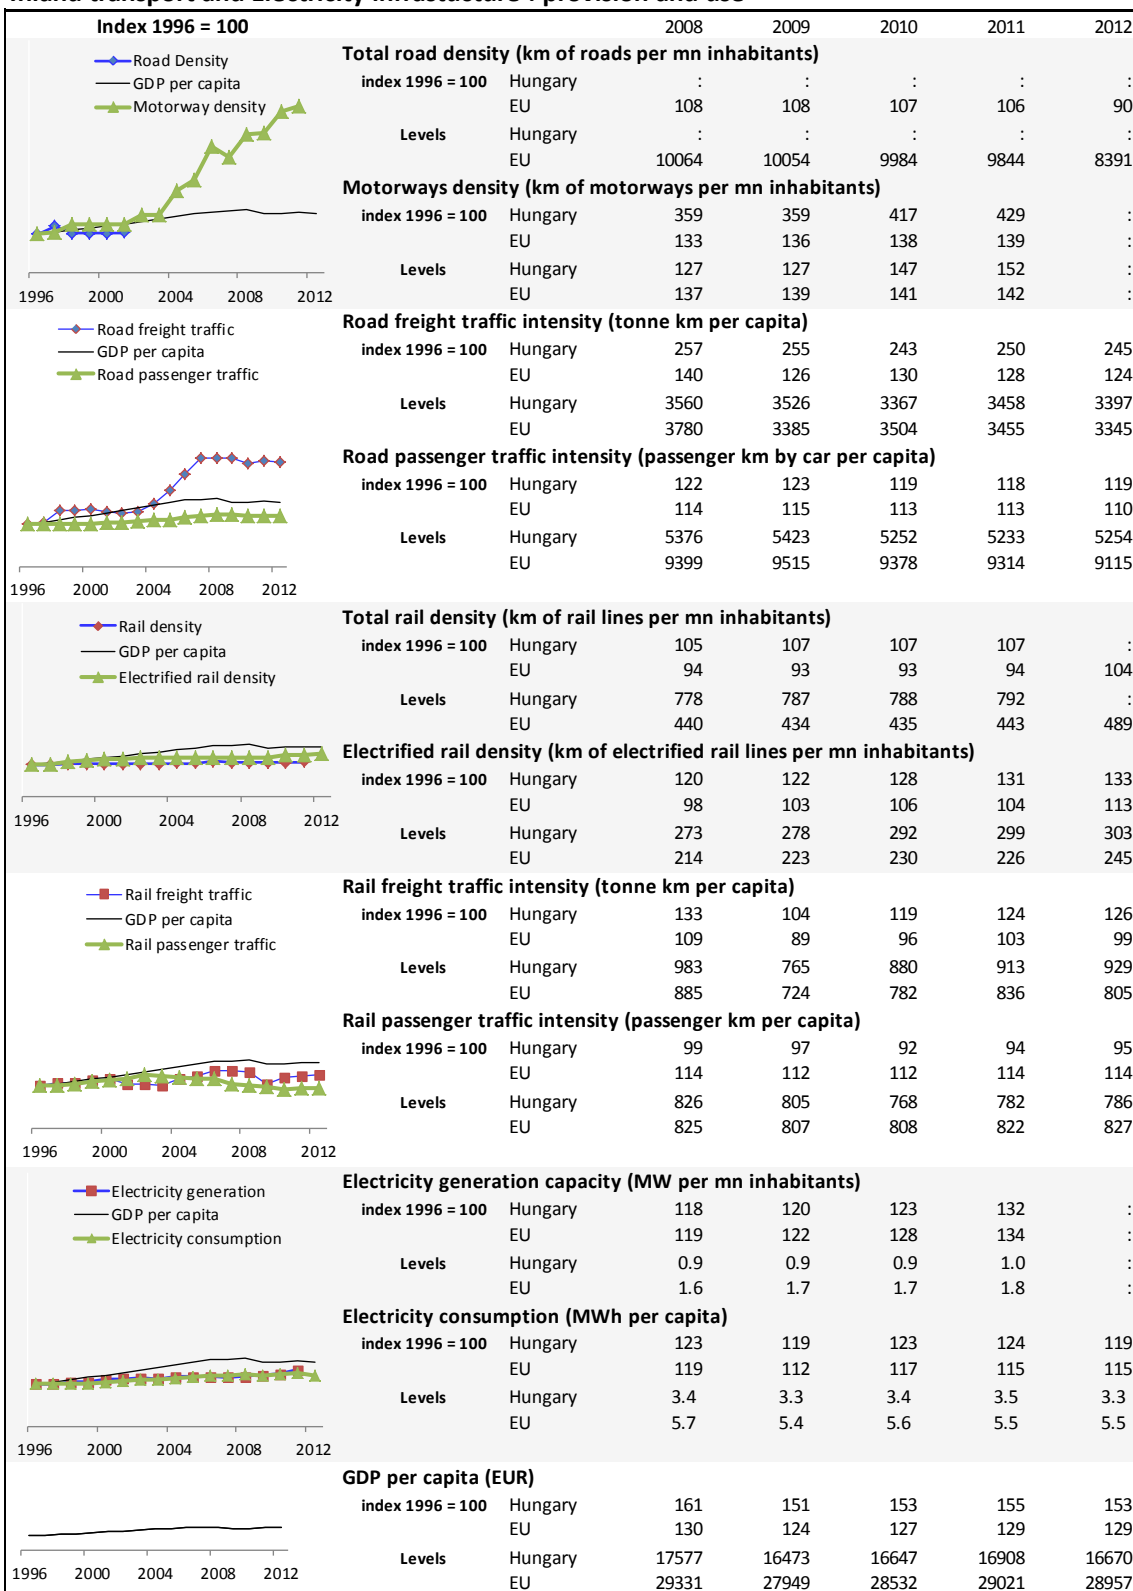 Inland transport and Electricity infrastucture : provision and use
Index 1996 = 100 2008 2009 2010 2011 2012
Road Density
GDP per capita
Motorway density
1996 2000 2004 2008 2012
Total road density (km of roads per mn inhabitants)
index 1996 = 100 Hungary : : : : :
EU 108 108 107 106 90
Levels Hungary : : : : :
EU 10064 10054 9984 9844 8391
Motorways density (km of motorways per mn inhabitants)
index 1996 = 100 Hungary 359 359 417 429 :
EU 133 136 138 139 :
Levels Hungary 127 127 147 152 :
EU 137 139 141 142 :
Road freight traffic
GDP per capita
Road passenger traffic
1996 2000 2004 2008 2012
Road freight traffic intensity (tonne km per capita)
index 1996 = 100 Hungary 257 255 243 250 245
EU 140 126 130 128 124
Levels Hungary 3560 3526 3367 3458 3397
EU 3780 3385 3504 3455 3345
Road passenger traffic intensity (passenger km by car per capita)
index 1996 = 100 Hungary 122 123 119 118 119
EU 114 115 113 113 110
Levels Hungary 5376 5423 5252 5233 5254
EU 9399 9515 9378 9314 9115
Rail density
GDP per capita
Electrified rail density
1996 2000 2004 2008 2012
Total rail density (km of rail lines per mn inhabitants)
index 1996 = 100 Hungary 105 107 107 107 :
EU 94 93 93 94 104
Levels Hungary 778 787 788 792 :
EU 440 434 435 443 489
Electrified rail density (km of electrified rail lines per mn inhabitants)
index 1996 = 100 Hungary 120 122 128 131 133
EU 98 103 106 104 113
Levels Hungary 273 278 292 299 303
EU 214 223 230 226 245
Rail freight traffic
GDP per capita
Rail passenger traffic
1996 2000 2004 2008 2012
Rail freight traffic intensity (tonne km per capita)
index 1996 = 100 Hungary 133 104 119 124 126
EU 109 89 96 103 99
Levels Hungary 983 765 880 913 929
EU 885 724 782 836 805
Rail passenger traffic intensity (passenger km per capita)
index 1996 = 100 Hungary 99 97 92 94 95
EU 114 112 112 114 114
Levels Hungary 826 805 768 782 786
EU 825 807 808 822 827
Electricity generation
GDP per capita
Electricity consumption
1996 2000 2004 2008 2012
Electricity generation capacity (MW per mn inhabitants)
index 1996 = 100 Hungary 118 120 123 132 :
EU 119 122 128 134 :
Levels Hungary 0.9 0.9 0.9 1.0 :
EU 1.6 1.7 1.7 1.8 :
Electricity consumption (MWh per capita)
index 1996 = 100 Hungary 123 119 123 124 119
EU 119 112 117 115 115
Levels Hungary 3.4 3.3 3.4 3.5 3.3
EU 5.7 5.4 5.6 5.5 5.5
1996 2000 2004 2008 2012
GDP per capita (EUR)
index 1996 = 100 Hungary 161 151 153 155 153
EU 130 124 127 129 129
Levels Hungary 17577 16473 16647 16908 16670
EU 29331 27949 28532 29021 28957